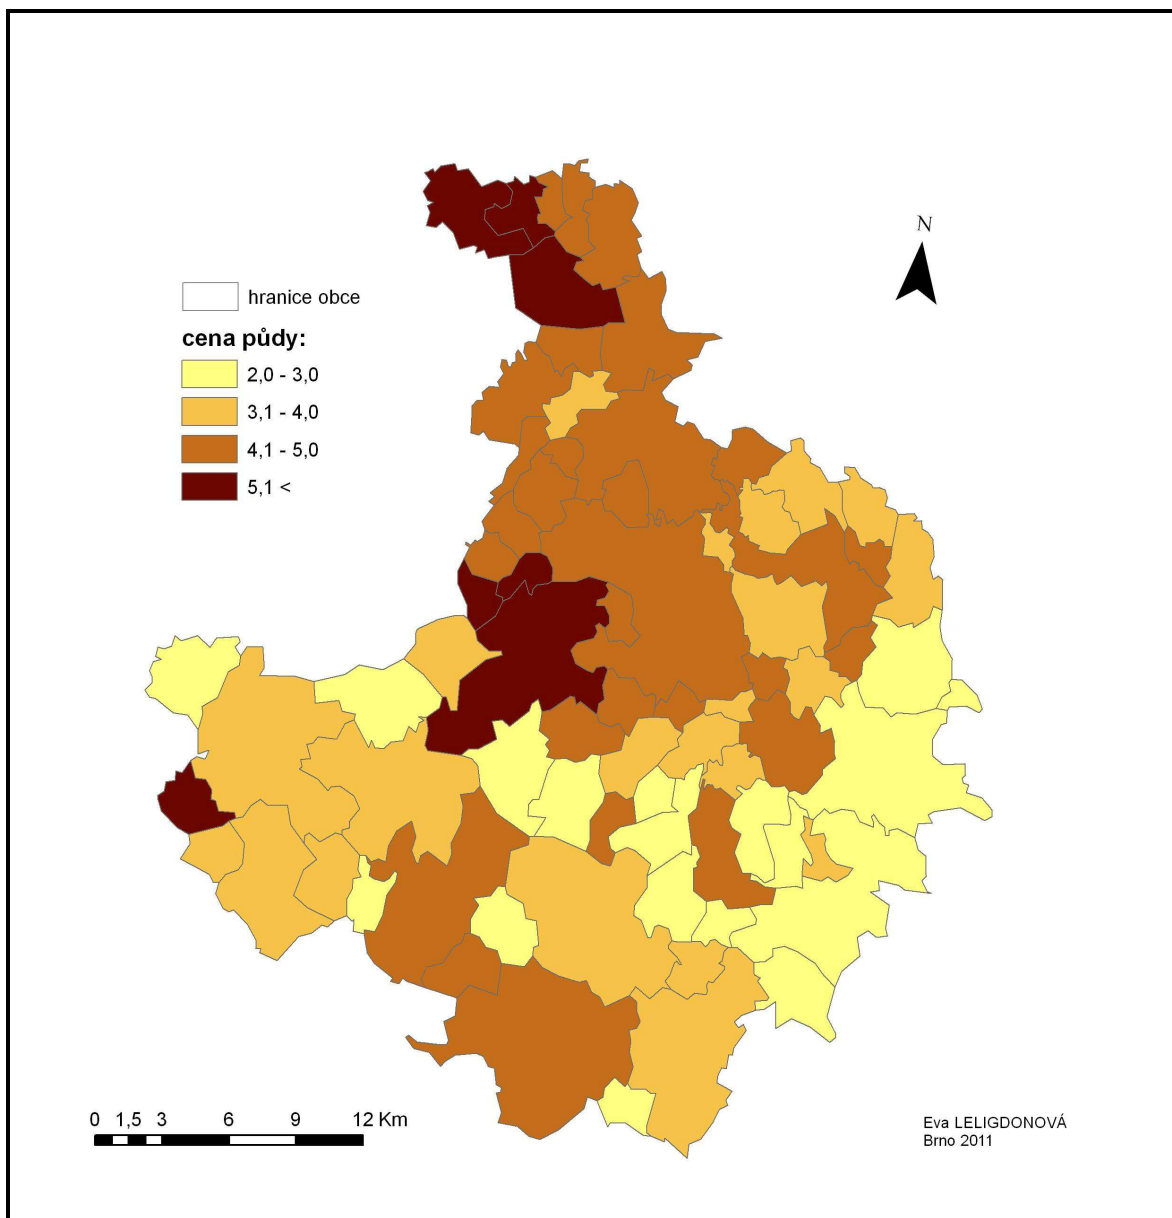 N
hranice obce
cena půdy:
2,0 - 3,0
3,1 - 4,0
4,1 - 5,0
5,1 <
0 1,5 3 6 9 12 Km
Eva LELIGDONOVÁ
Brno 2011